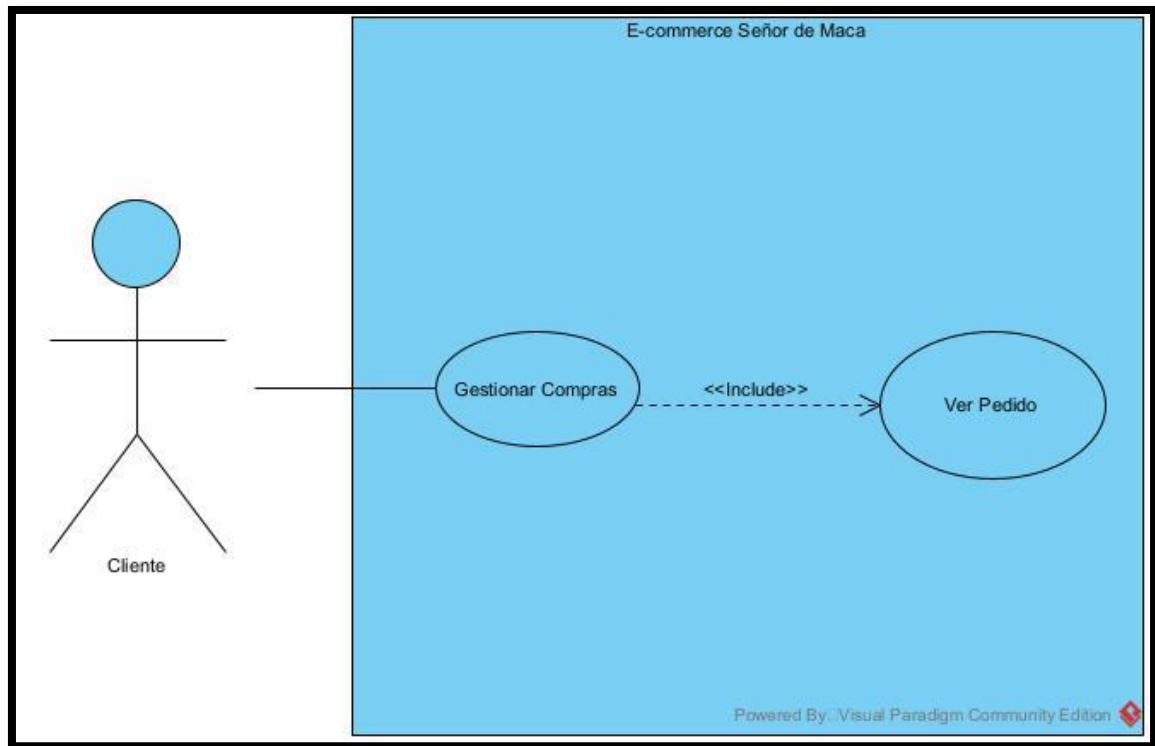 E-commerce Señor de Maca
Gestionar Compras
<<Include>>
Ver Pedido
Cliente
Powered By: Visual Paradigm Community Edition